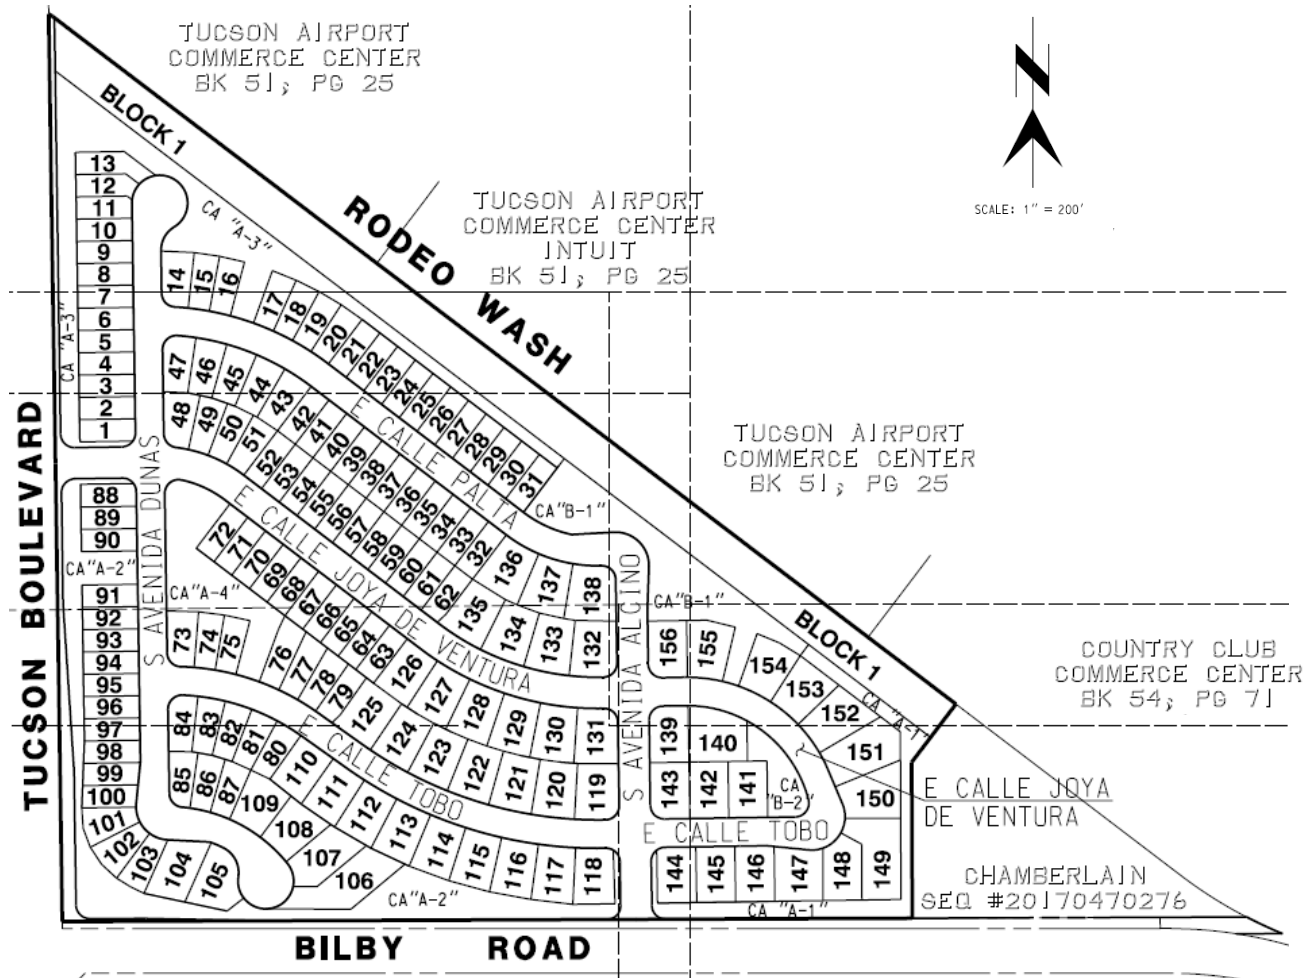 TUCSON AIRPORT
COMMERCE CENTER
BK 51; PG 25
N
SCALE: 1" = 200'
BLOCK 1
RODEO WASH
TUCSON AIRPORT
COMMERCE CENTER
INTUIT
BK 51; PG 25
CA "A-3"
13
12
11
10
9
8
7
6
5
4
3
2
1
CA "A-3"
14 15 16
17 18 19 20 21 22 23 24 25 26 27 28 29 30 31
CA"B-1"
TUCSON AIRPORT
COMMERCE CENTER
BK 51; PG 25
47 46 45 44 43 42 41 40 39 38 37 36 35 34 33 32 136 137 138
E CALLE PALTA
48 49 50 51 52 53 54 55 56 57 58 59 60 61 62 135 134 133 132
TUCSON BOULEVARD
S AVENIDA DUNAS
E CALLE JOYA DE VENTURA
S AVENIDA ALCINO
88
89
90
CA"A-2"
91
92
93
94
95
96
97
98
99
100
101
102
103
104
105
CA"A-4"
72 71 70 69 68 67 66 65 64 63 126 127 128 129 130 131
73 74 75
76 77 78 79 125 124 123 122 121 120 119
CA"B-1"
156 155
154
153
152
151
150
BLOCK 1
CA "A-1"
COUNTRY CLUB
COMMERCE CENTER
BK 54; PG 71
84 83 82 81 80 110 111 112 113 114 115 116 117 118
E CALLE TOBO
85 86 87 109 108 107 106
CA"A-2"
139 140
143 142 141
CA
"B-2"
E CALLE JOYA
DE VENTURA
E CALLE TOBO
144 145 146 147 148 149
CA "A-1"
CHAMBERLAIN
SEQ #20170470276
BILBY ROAD